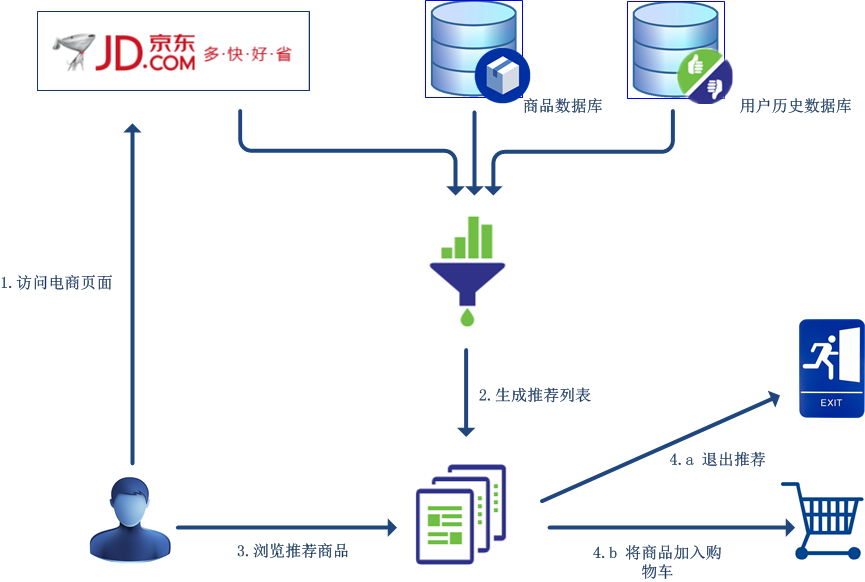 JD京东
.COM
多·快·好·省
商品数据库
用户历史数据库
1.访问电商页面
2.生成推荐列表
EXIT
4.a 退出推荐
3.浏览推荐商品
4.b 将商品加入购
物车